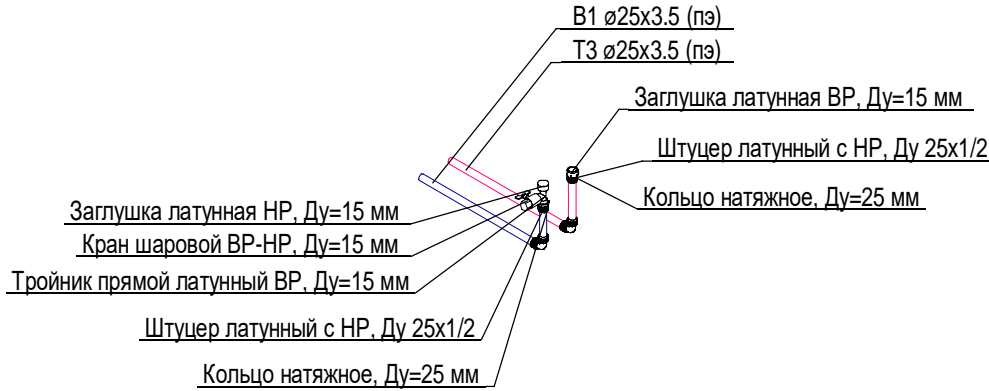 В1 ø25x3.5 (пэ)
Т3 ø25x3.5 (пэ)
Заглушка латунная ВР, Ду=15 мм
Штуцер латунный с НР, Ду 25x1/2
Кольцо натяжное, Ду=25 мм
Заглушка латунная НР, Ду=15 мм
Кран шаровой ВР-НР, Ду=15 мм
Тройник прямой латунный ВР, Ду=15 мм
Штуцер латунный с НР, Ду 25x1/2
Кольцо натяжное, Ду=25 мм